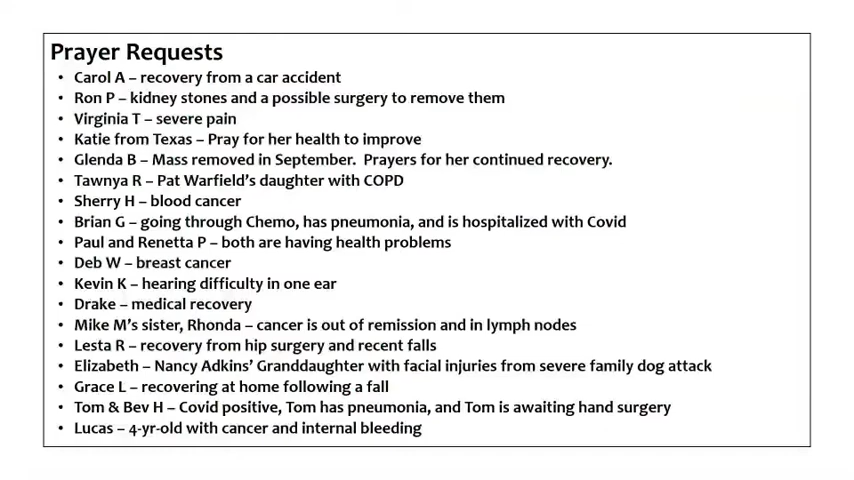 Prayer Requests
• Carol A – recovery from a car accident
• Ron P – kidney stones and a possible surgery to remove them
• Virginia T – severe pain
• Katie from Texas – Pray for her health to improve
• Glenda B – Mass removed in September.  Prayers for her continued recovery.
• Tawnya R – Pat Warfield’s daughter with COPD
• Sherry H – blood cancer
• Brian G – going through Chemo, has pneumonia, and is hospitalized with Covid
• Paul and Renetta P – both are having health problems
• Deb W – breast cancer
• Kevin K – hearing difficulty in one ear
• Drake – medical recovery
• Mike M’s sister, Rhonda – cancer is out of remission and in lymph nodes
• Lesta R – recovery from hip surgery and recent falls
• Elizabeth – Nancy Adkins’ Granddaughter with facial injuries from severe family dog attack
• Grace L – recovering at home following a fall
• Tom & Bev H – Covid positive, Tom has pneumonia, and Tom is awaiting hand surgery
• Lucas – 4-yr-old with cancer and internal bleeding